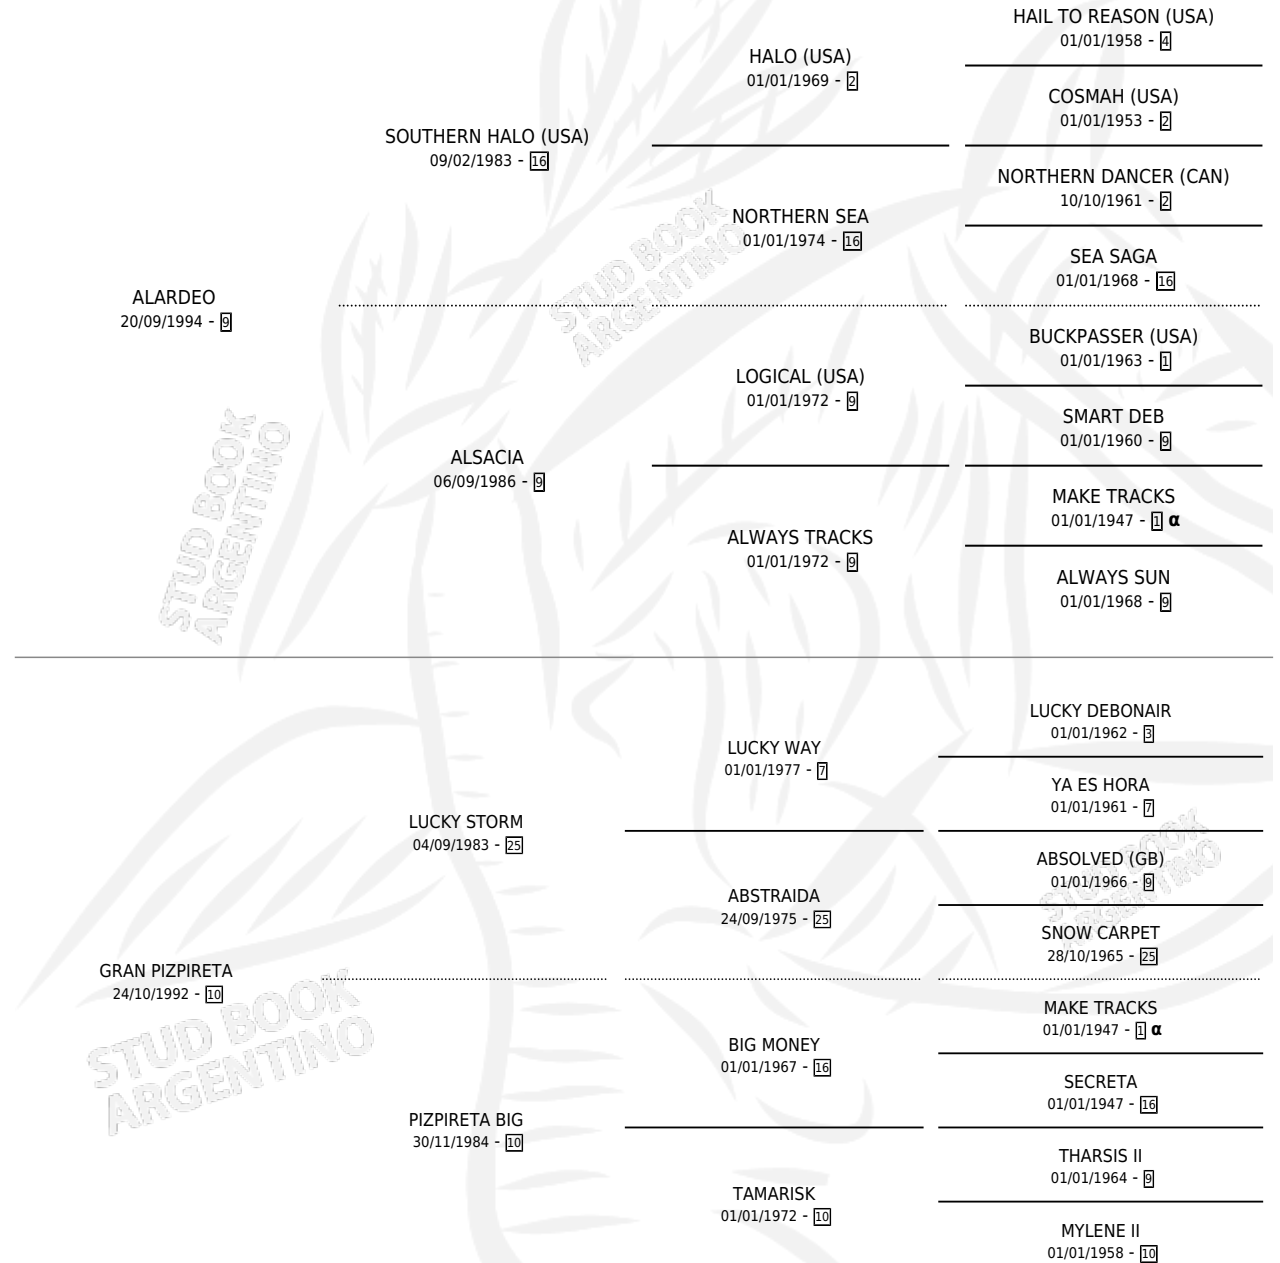 HAIL TO REASON (USA)
01/01/1958 - 4
HALO (USA)
01/01/1969 - 2
COSMAH (USA)
01/01/1953 - 2
SOUTHERN HALO (USA)
09/02/1983 - 16
NORTHERN DANCER (CAN)
10/10/1961 - 2
NORTHERN SEA
01/01/1974 - 16
SEA SAGA
01/01/1968 - 16
ALARDEO
20/09/1994 - 9
BUCKPASSER (USA)
01/01/1963 - 1
LOGICAL (USA)
01/01/1972 - 9
SMART DEB
01/01/1960 - 9
ALSACIA
06/09/1986 - 9
MAKE TRACKS
01/01/1947 - 1 α
ALWAYS TRACKS
01/01/1972 - 9
ALWAYS SUN
01/01/1968 - 9
STUD BOOK
ARGENTINO
STUD BOOK
ARGENTINO
LUCKY DEBONAIR
01/01/1962 - 3
LUCKY WAY
01/01/1977 - 7
YA ES HORA
01/01/1961 - 7
LUCKY STORM
04/09/1983 - 25
ABSOLVED (GB)
01/01/1966 - 9
ABSTRAIDA
24/09/1975 - 25
SNOW CARPET
28/10/1965 - 25
GRAN PIZPIRETA
24/10/1992 - 10
MAKE TRACKS
01/01/1947 - 1 α
BIG MONEY
01/01/1967 - 16
SECRETA
01/01/1947 - 16
PIZPIRETA BIG
30/11/1984 - 10
THARSIS II
01/01/1964 - 9
TAMARISK
01/01/1972 - 10
MYLENE II
01/01/1958 - 10
STUD BOOK
ARGENTINO
STUD BOOK
ARGENTINO